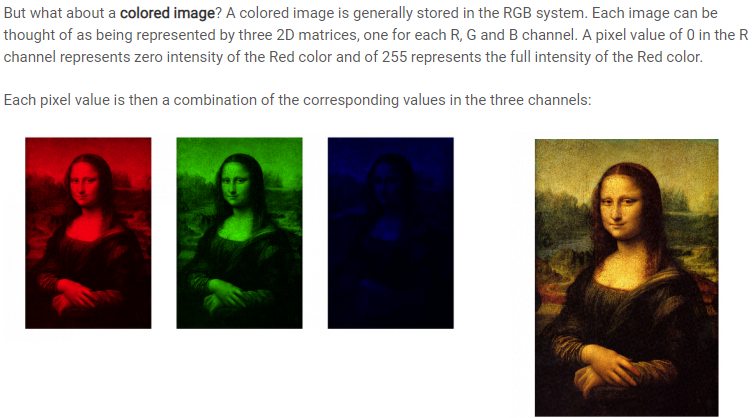 But what about a colored image? A colored image is generally stored in the RGB system. Each image can be
thought of as being represented by three 2D matrices, one for each R, G and B channel. A pixel value of 0 in the R
channel represents zero intensity of the Red color and of 255 represents the full intensity of the Red color.
Each pixel value is then a combination of the corresponding values in the three channels: